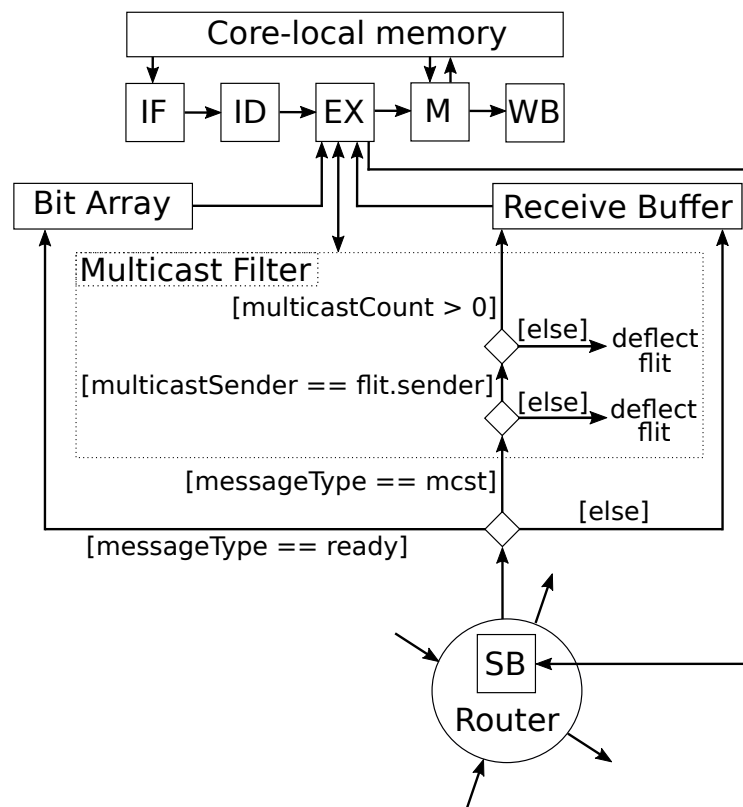 Core-local memory
IF
ID
EX
M
WB
Bit Array
Receive Buffer
Multicast Filter
[multicastCount > 0]
[else]
deflect
flit
[multicastSender == flit.sender]
[else]
deflect
flit
[messageType == mcst]
[else]
[messageType == ready]
SB
Router